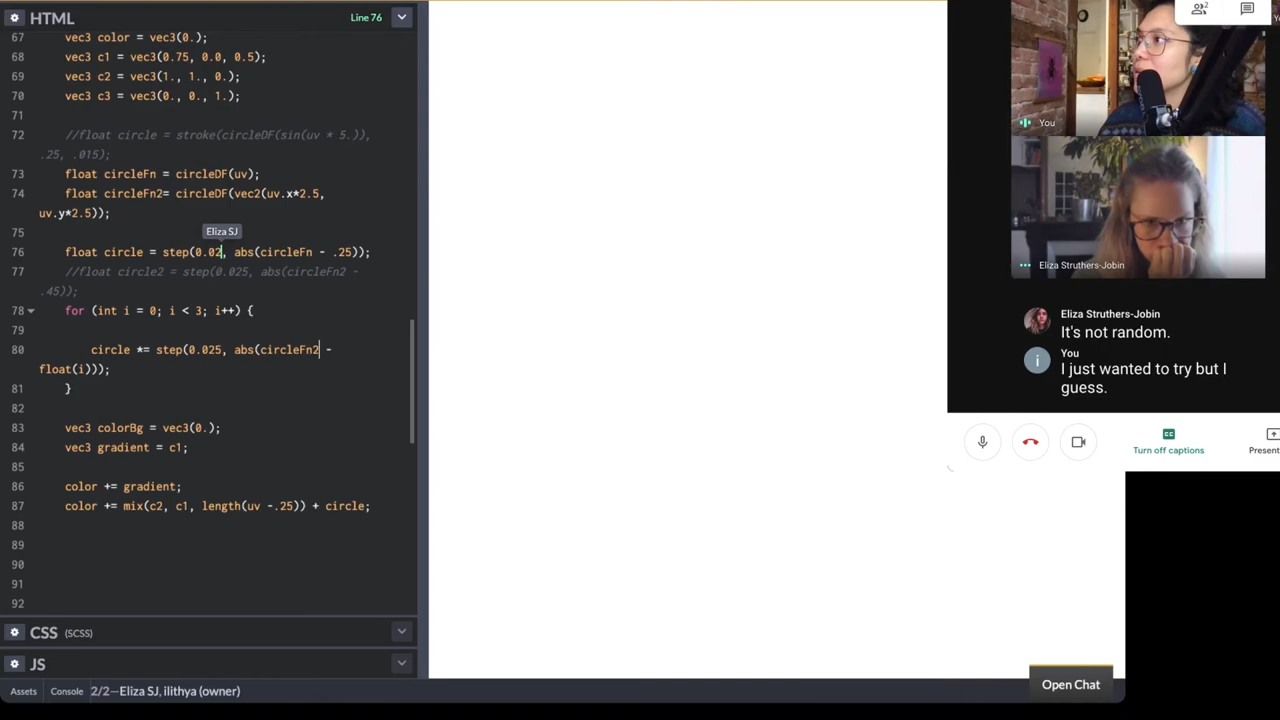 HTML
Line 76
67 vec3 color = vec3(0.);
68 vec3 c1 = vec3(0.75, 0.0, 0.5);
69 vec3 c2 = vec3(1., 1., 0.);
70 vec3 c3 = vec3(0., 0., 1.);
71
72 //float circle = stroke(circleDF(sin(uv * 5.)),
.25, .015);
73 float circleFn = circleDF(uv);
74 float circleFn2= circleDF(vec2(uv.x*2.5,
uv.y*2.5));
75
Eliza SJ
76 float circle = step(0.02, abs(circleFn - .25));
77 //float circle2 = step(0.025, abs(circleFn2 -
.45));
78 for (int i = 0; i < 3; i++) {
79
80 circle *= step(0.025, abs(circleFn2 -
float(i)));
81 }
82
83 vec3 colorBg = vec3(0.);
84 vec3 gradient = c1;
85
86 color += gradient;
87 color += mix(c2, c1, length(uv -.25)) + circle;
88
89
90
91
92
CSS (SCSS)
JS
Assets Console 2/2—Eliza SJ, ilithya (owner)
Open Chat
2
You
Eliza Struthers-Jobin
Eliza Struthers-Jobin
It's not random.
i
You
I just wanted to try but I
guess.
Turn off captions
Present